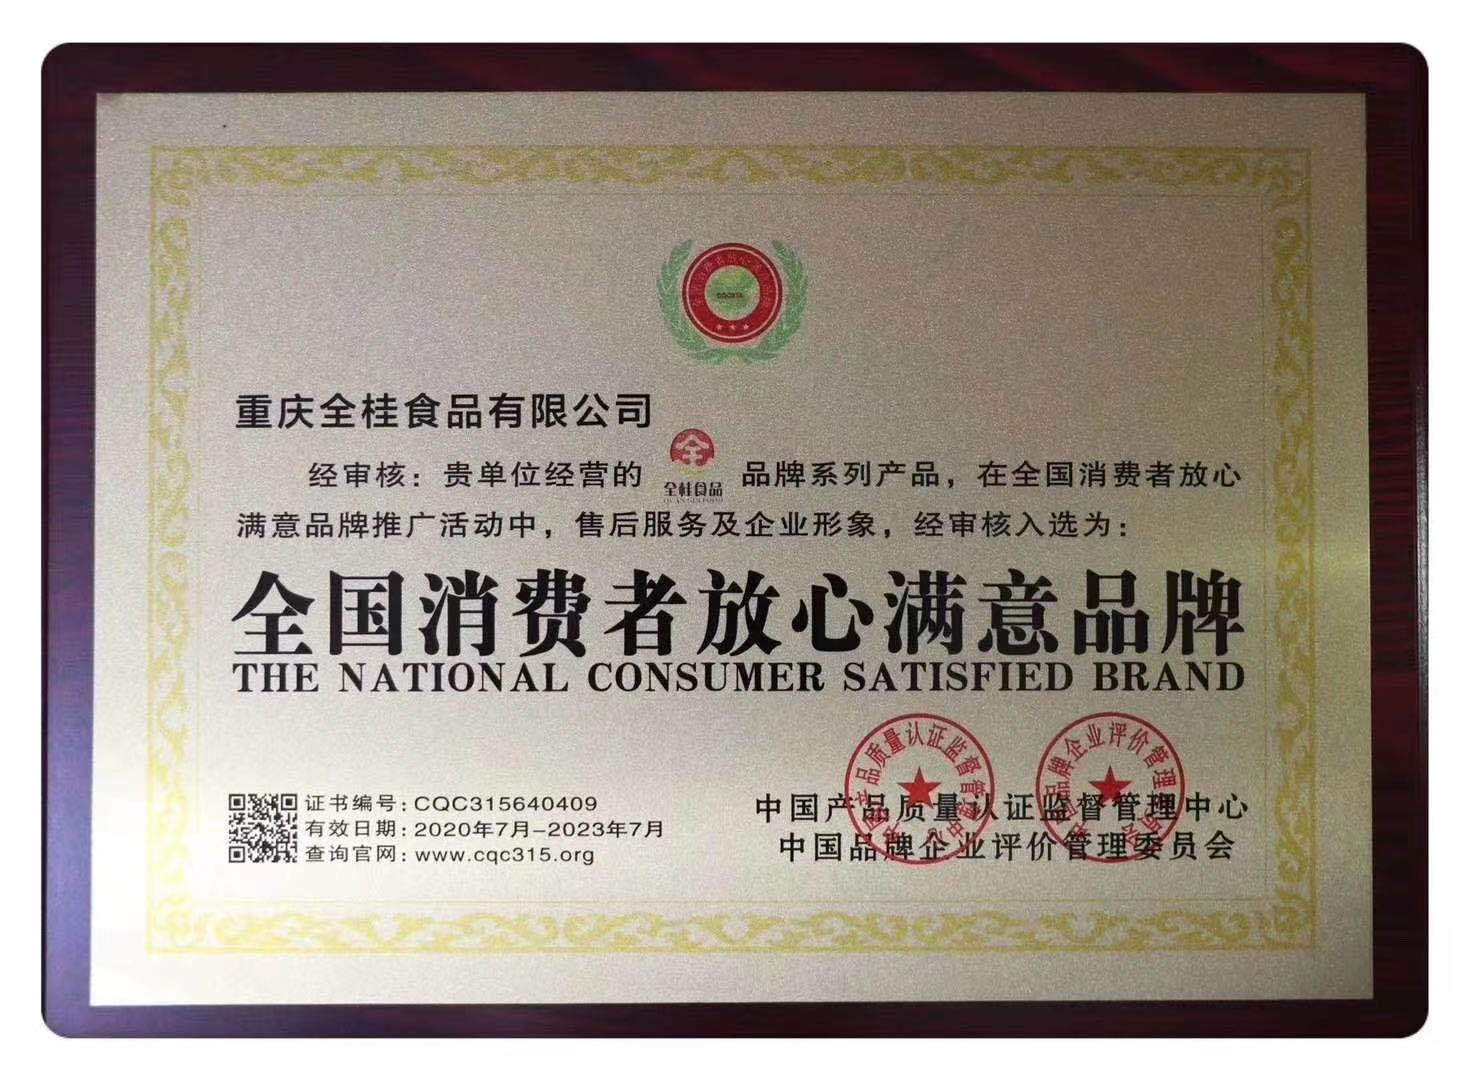 CQC315
重庆全桂食品有限公司
全
经审核：贵单位经营的 全桂食品 品牌系列产品，在全国消费者放心
满意品牌推广活动中，售后服务及企业形象，经审核入选为：
全国消费者放心满意品牌
THE NATIONAL CONSUMER SATISFIED BRAND
证书编号：CQC315640409
有效日期：2020年7月-2023年7月
查询官网：www.cqc315.org
中国产品质量认证监督管理中心
中国品牌企业评价管理委员会